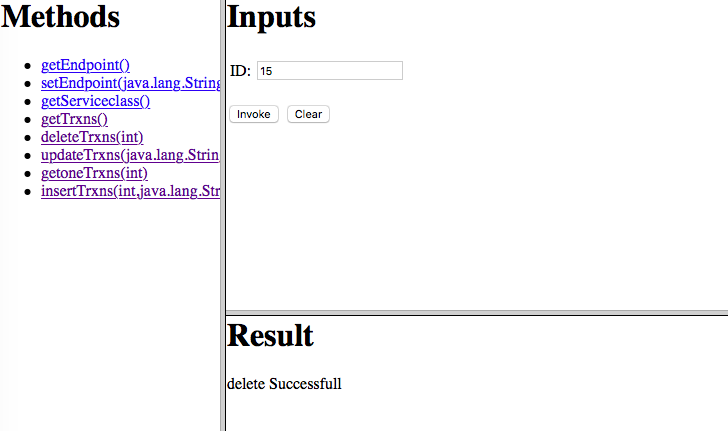 Methods
getEndpoint()
setEndpoint(java.lang.String
getServiceclass()
getTrxns()
deleteTrxns(int)
updateTrxns(java.lang.Strin
getoneTrxns(int)
insertTrxns(int,java.lang.Str
Inputs
ID: 15
Invoke Clear
Result
delete Successfull